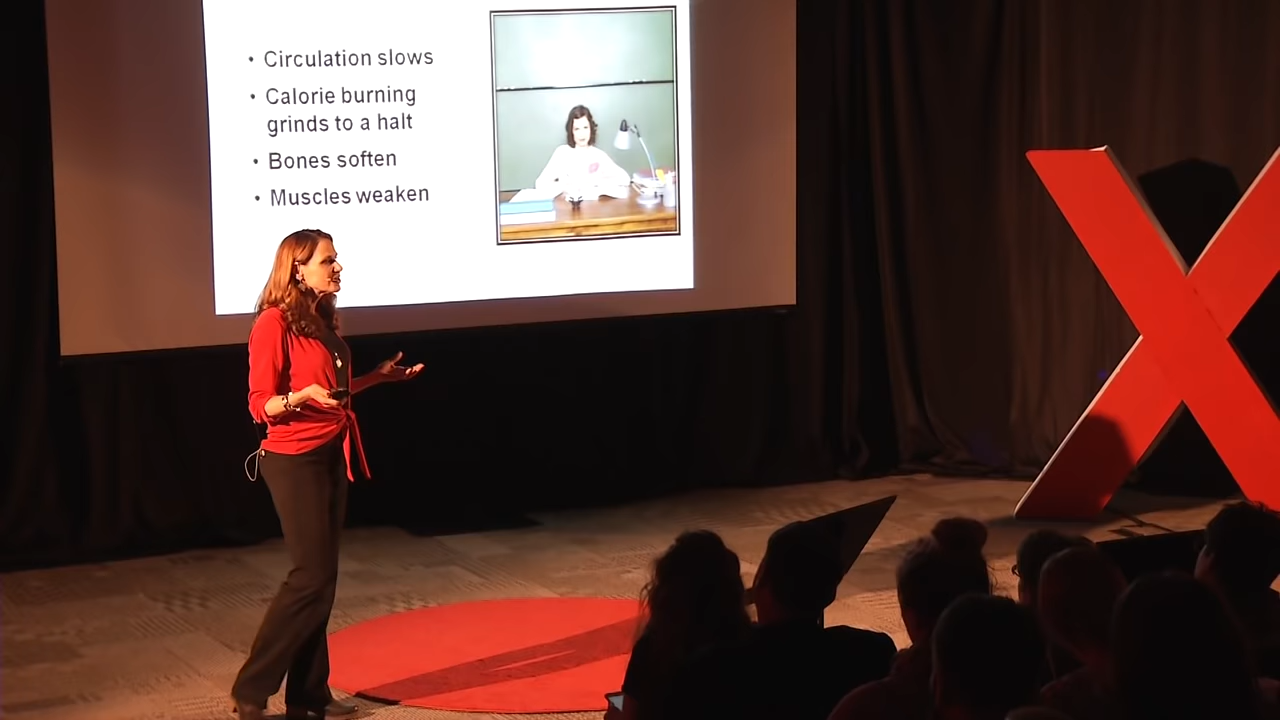 • Circulation slows
• Calorie burning
grinds to a halt
• Bones soften
• Muscles weaken
X